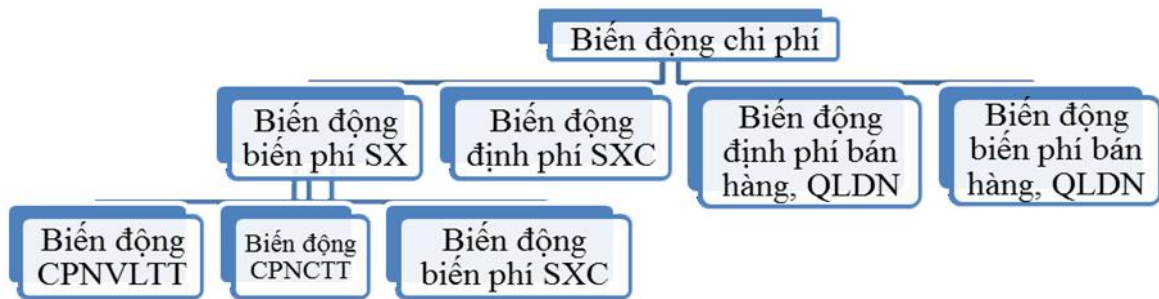 Biến động chi phí
Biến động
biến phí SX
Biến động
định phí SXC
Biến động
định phí bán
hàng, QLDN
Biến động
biến phí bán
hàng, QLDN
Biến động
CPNVLTT
Biến động
CPNCTT
Biến động
biến phí SXC